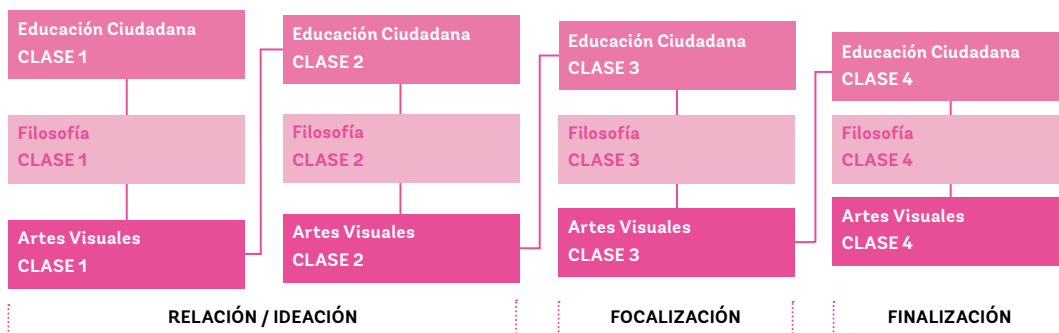 Educación Ciudadana
CLASE 1
Filosofía
CLASE 1
Artes Visuales
CLASE 1
Educación Ciudadana
CLASE 2
Filosofía
CLASE 2
Artes Visuales
CLASE 2
Educación Ciudadana
CLASE 3
Filosofía
CLASE 3
Artes Visuales
CLASE 3
Educación Ciudadana
CLASE 4
Filosofía
CLASE 4
Artes Visuales
CLASE 4
RELACIÓN / IDEACIÓN
FOCALIZACIÓN
FINALIZACIÓN